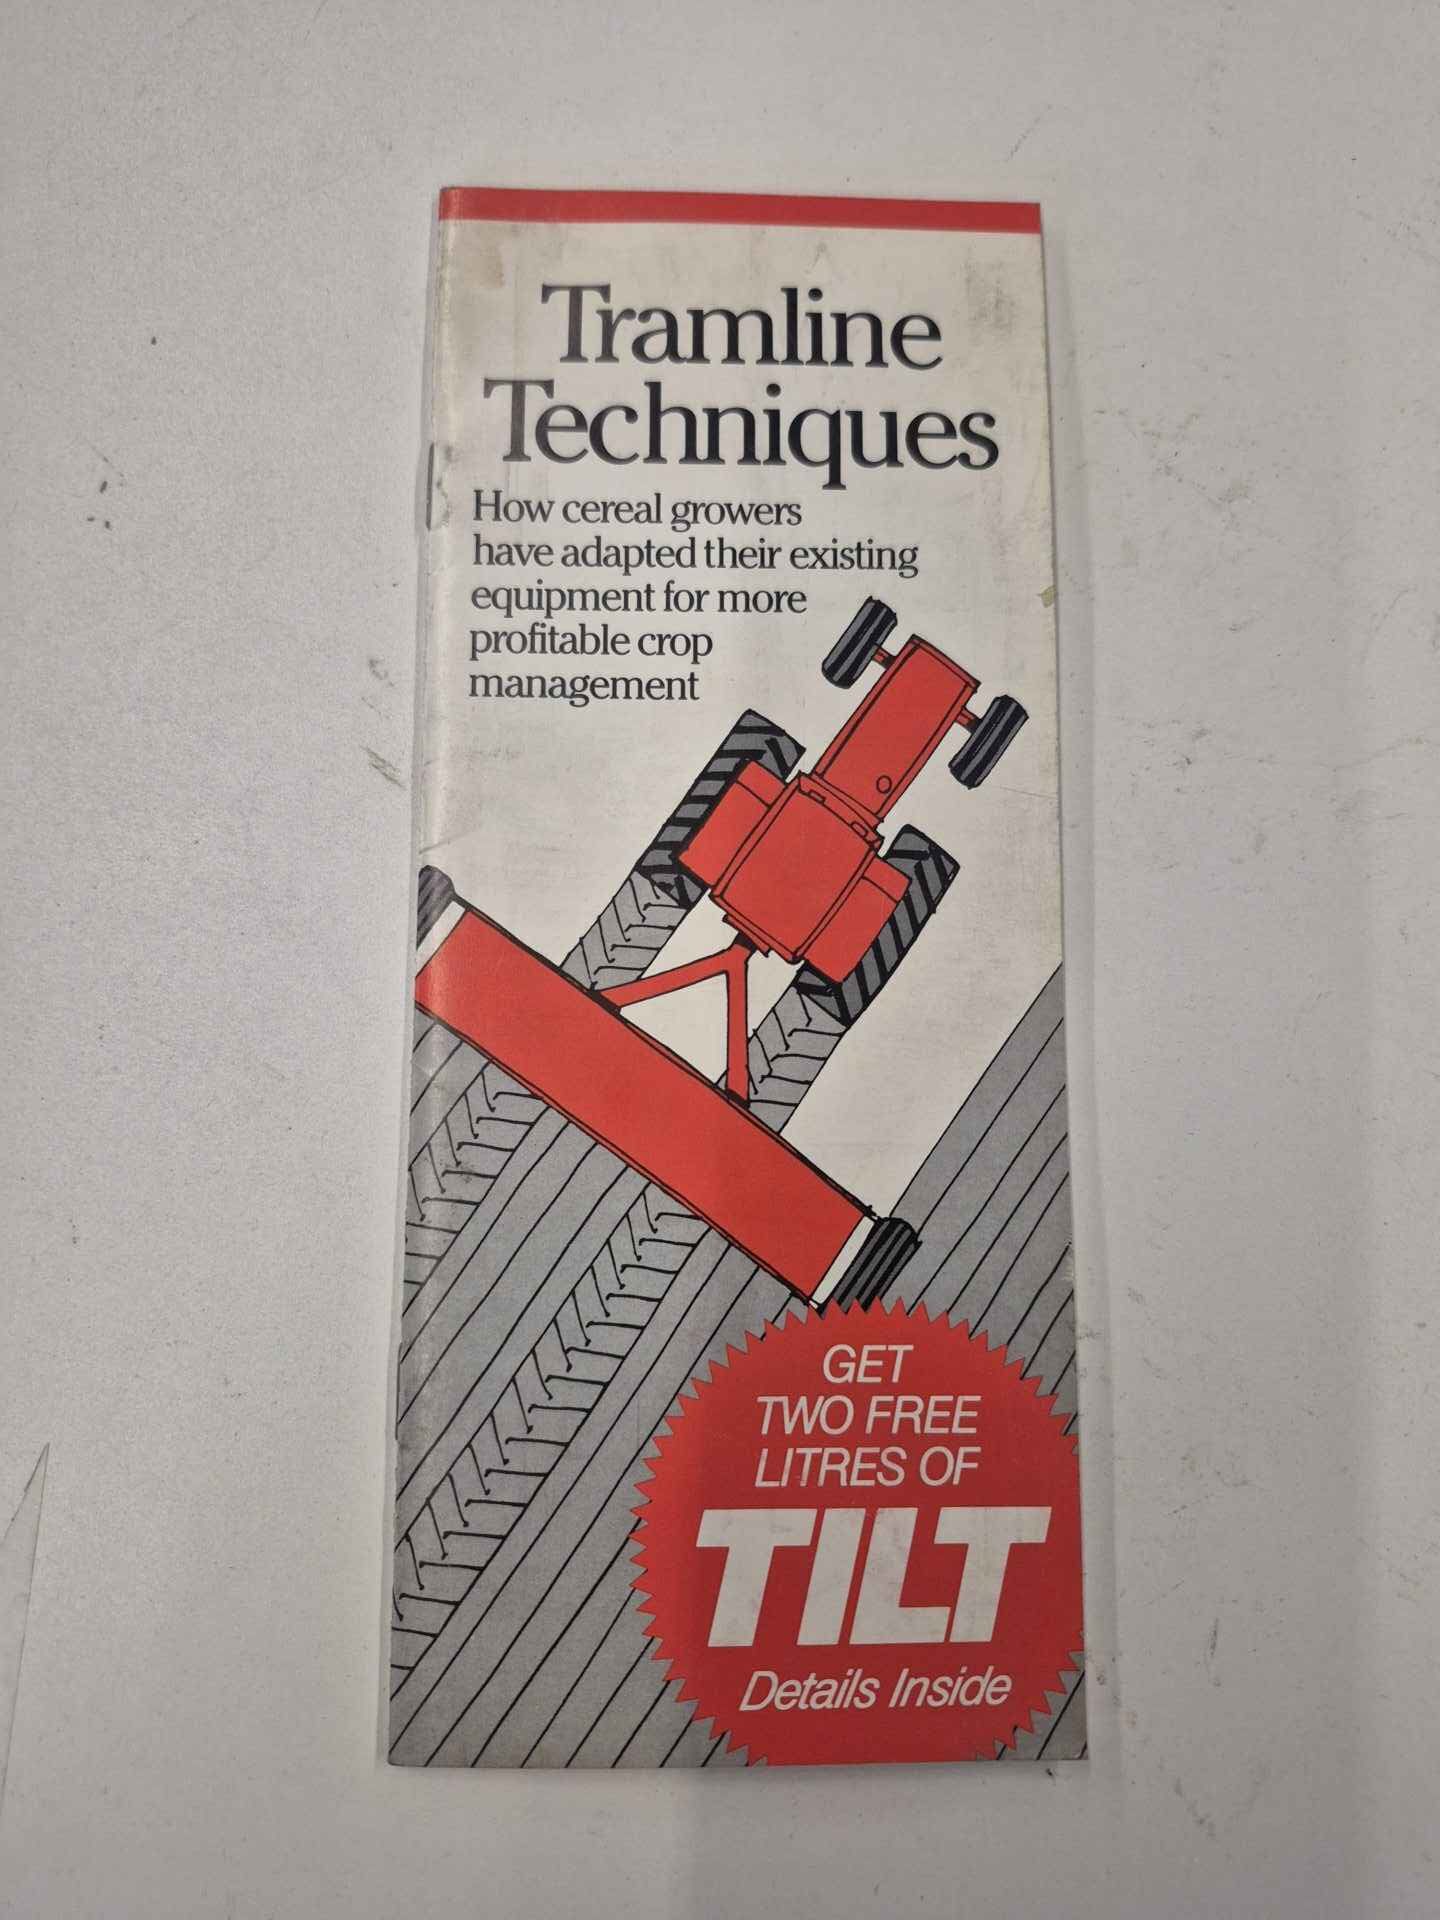 Tramline
Techniques
How cereal growers
have adapted their existing
equipment for more
profitable crop
management
GET
TWO FREE
LITRES OF
TILT
Details Inside